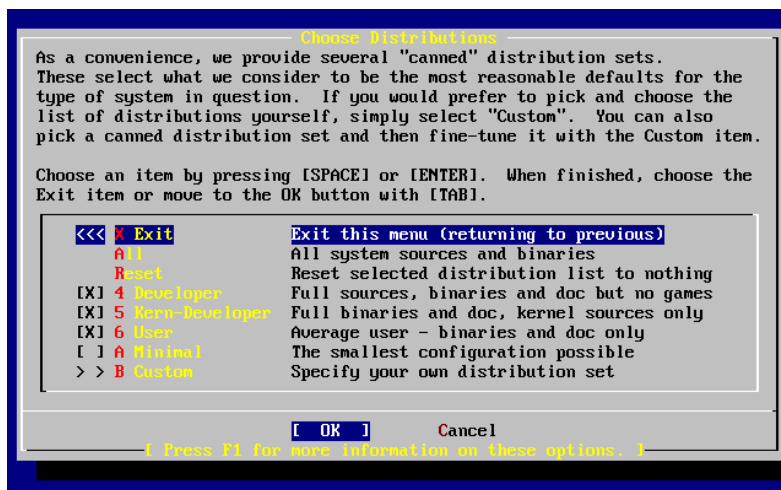 Choose Distributions
As a convenience, we provide several "canned" distribution sets.
These select what we consider to be the most reasonable defaults for the
type of system in question.  If you would prefer to pick and choose the
list of distributions yourself, simply select "Custom".  You can also
pick a canned distribution set and then fine-tune it with the Custom item.
Choose an item by pressing [SPACE] or [ENTER].  When finished, choose the
Exit item or move to the OK button with [TAB].
<<< X Exit Exit this menu (returning to previous)
All All system sources and binaries
Reset Reset selected distribution list to nothing
[X] 4 Developer Full sources, binaries and doc but no games
[X] 5 Kern-Developer Full binaries and doc, kernel sources only
[X] 6 User Average user - binaries and doc only
[ ] A Minimal The smallest configuration possible
> > B Custom Specify your own distribution set
[ OK ] Cancel
[ Press F1 for more information on these options. ]